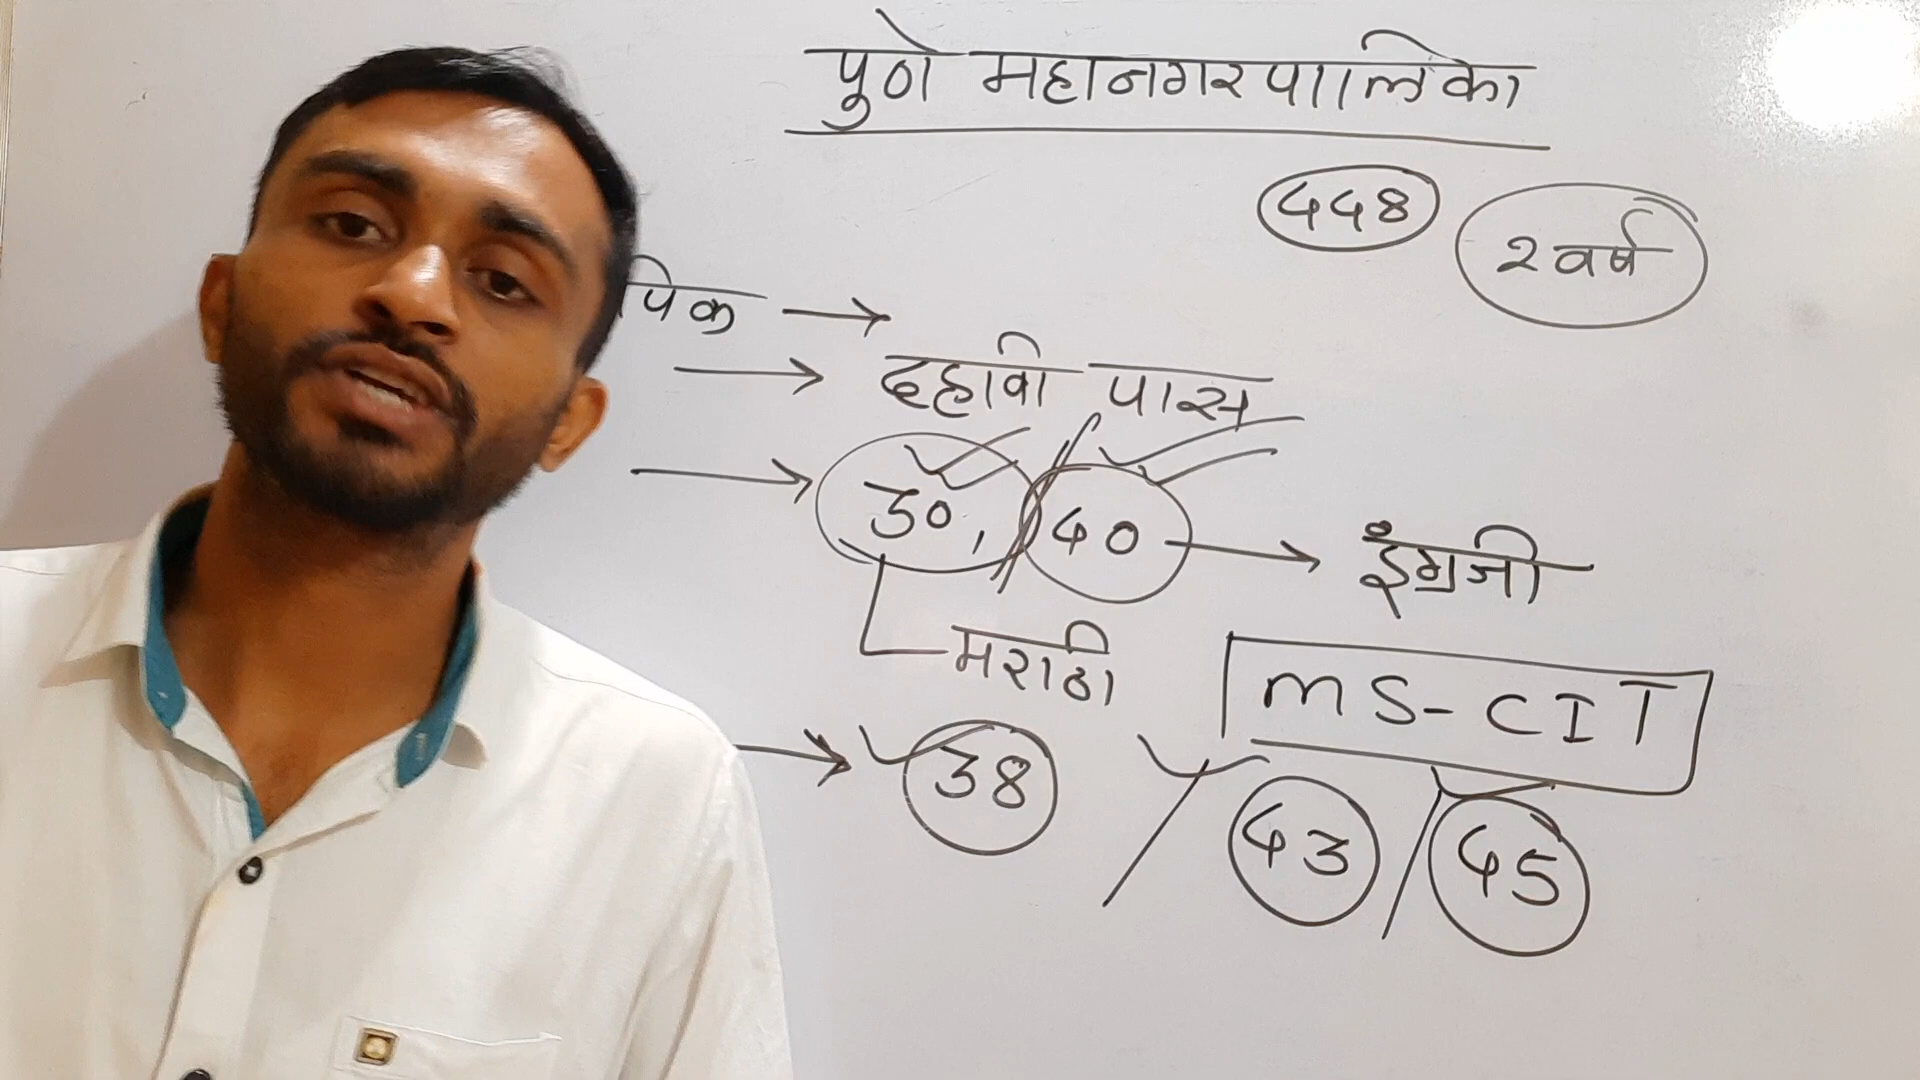 पुणे महानगरपालिका
448
2 वर्ष
पिक →
→ दहावी पास
→ 30, / 40 → इंग्रजी
मराठी
MS-CIT
→ 38 / 43 / 45